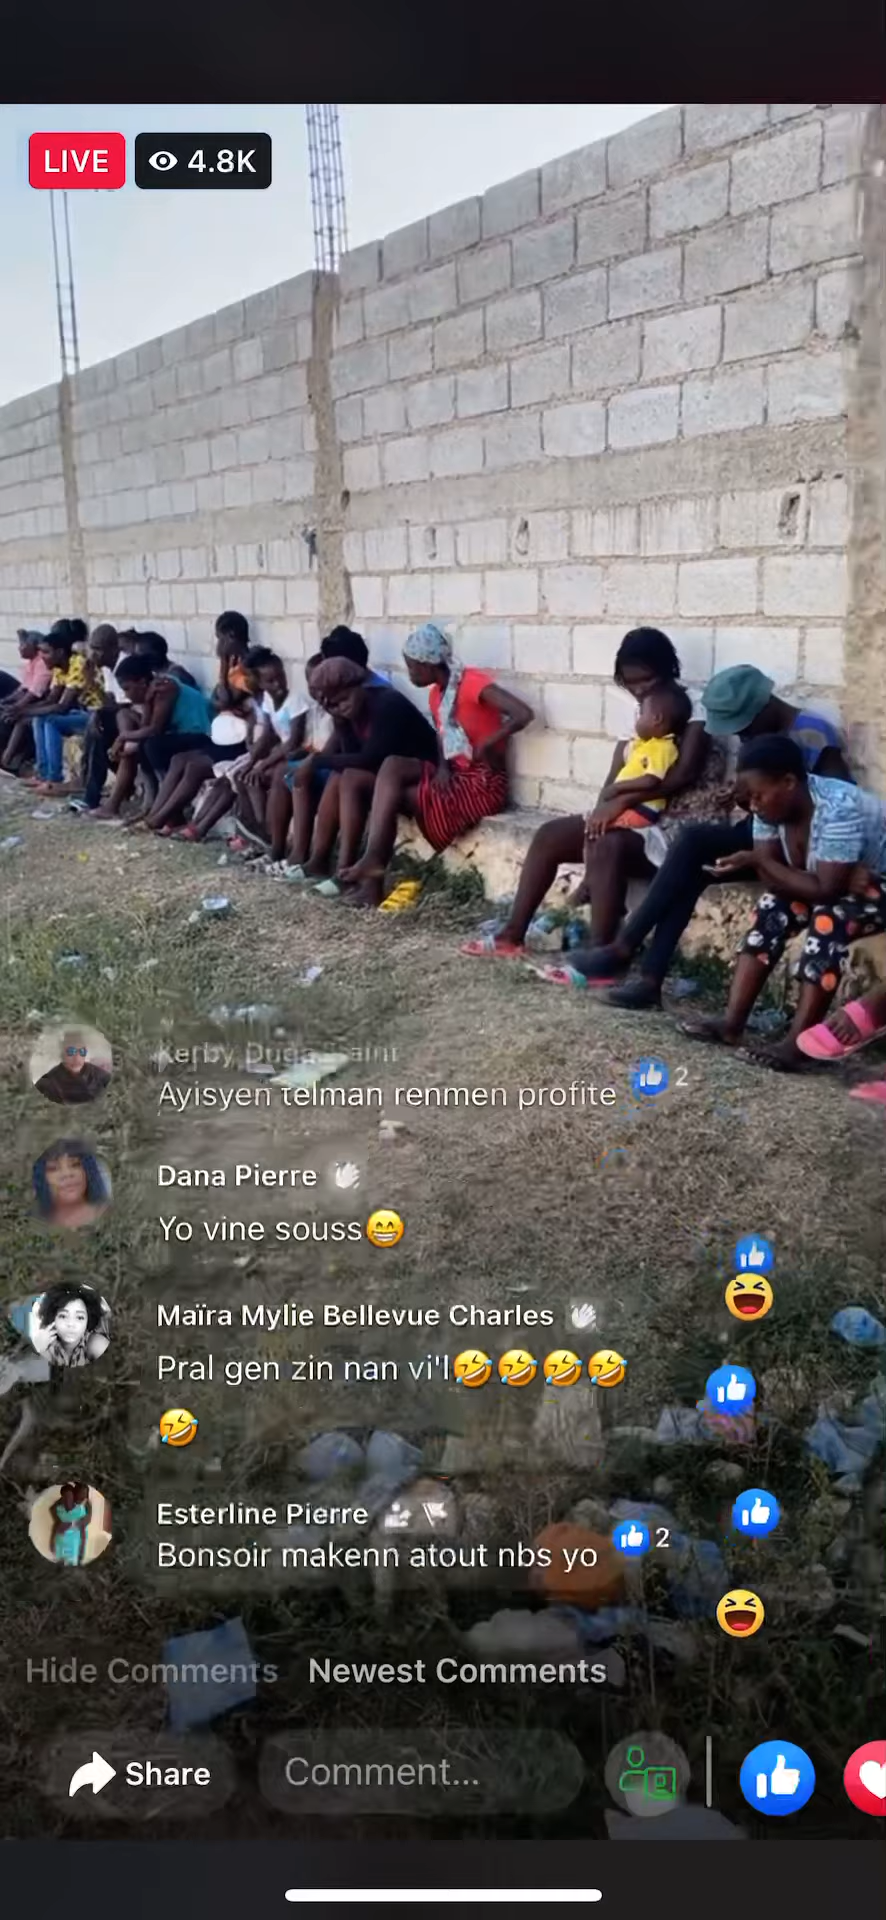 LIVE
4.8K
Kerby
Ayisyen telman renmen profite
2
Dana Pierre
Yo vine souss😁
Maïra Mylie Bellevue Charles
Pral gen zin nan vi'l🤣🤣🤣🤣
🤣
Esterline Pierre
Bonsoir makenn atout nbs yo
2
Hide Comments
Newest Comments
Share
Comment...